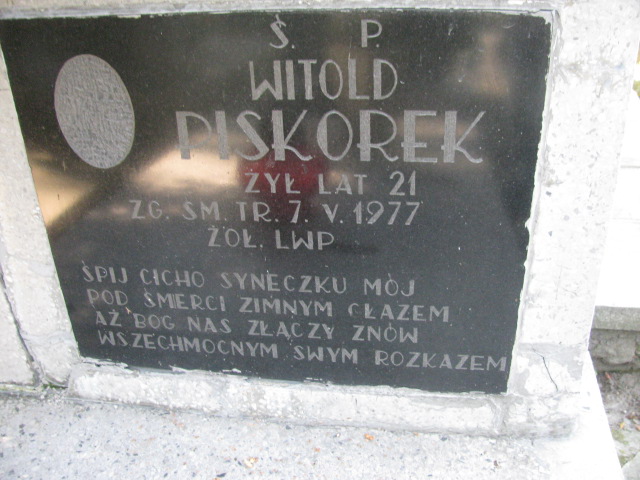 Ś. P.
WITOLD
PISKOREK
ŻYŁ LAT 21
ZG. ŚM. TR. 7. V. 1977
ŻOŁ. LWP
ŚPIJ CICHO SYNECZKU MÓJ
POD ŚMIERCI ZIMNYM GŁAZEM
AŻ BÓG NAS ZŁĄCZY ZNÓW
WSZECHMOCNYM SWYM ROZKAZEM